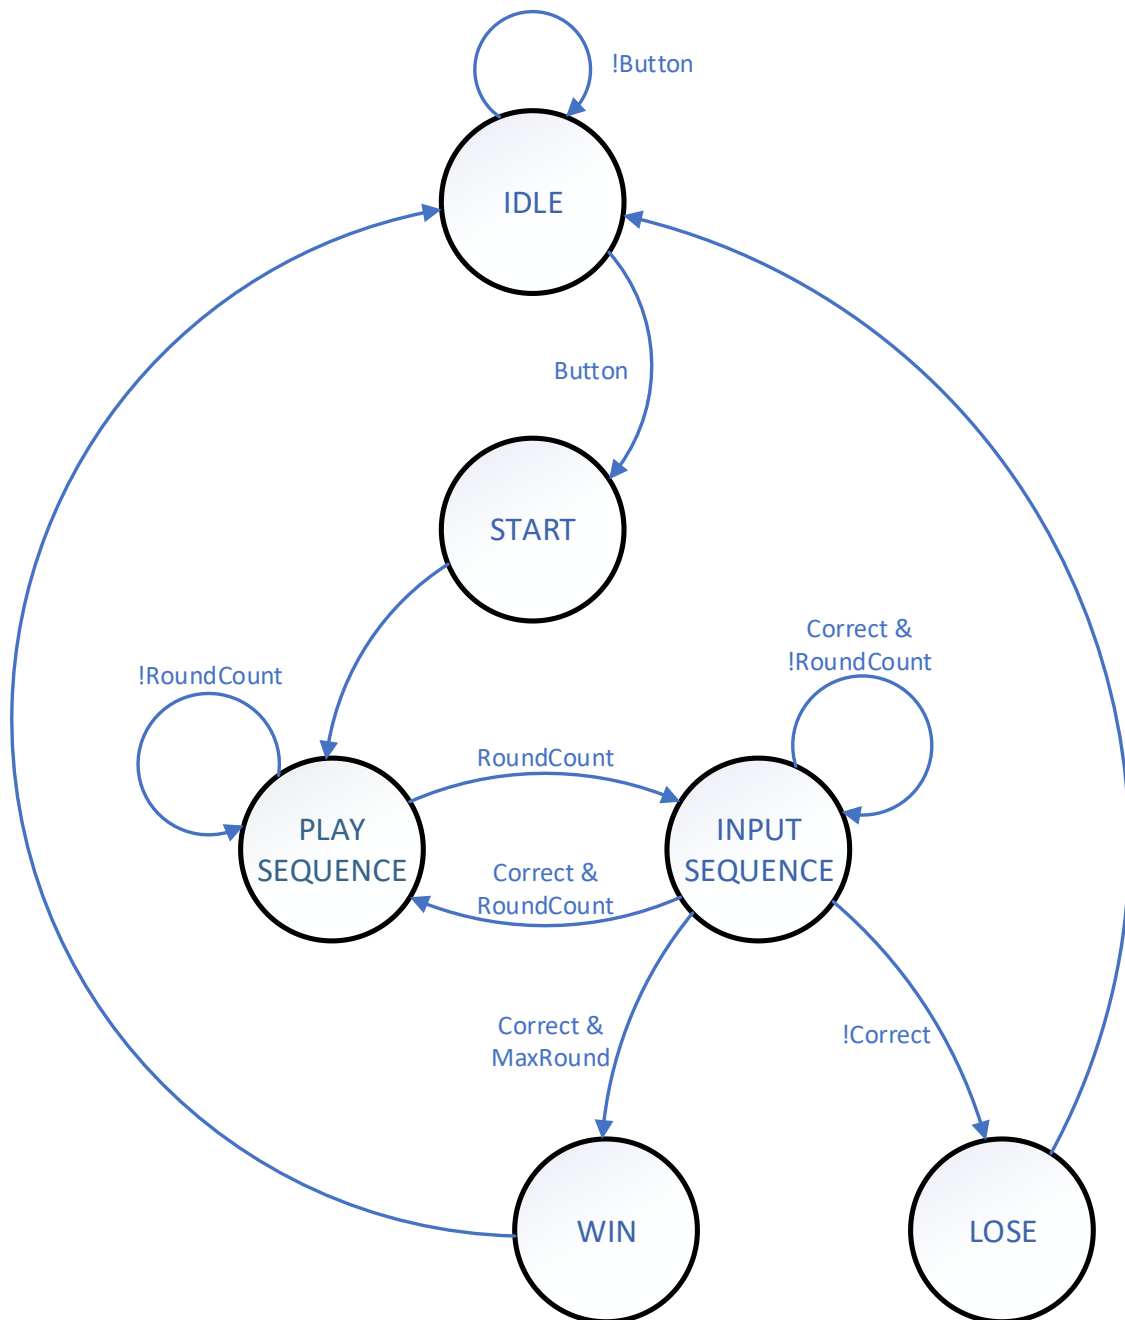 !Button
IDLE
Button
START
Correct &
!RoundCount
!RoundCount
RoundCount
PLAY
SEQUENCE
INPUT
SEQUENCE
Correct &
RoundCount
Correct &
MaxRound
!Correct
WIN
LOSE